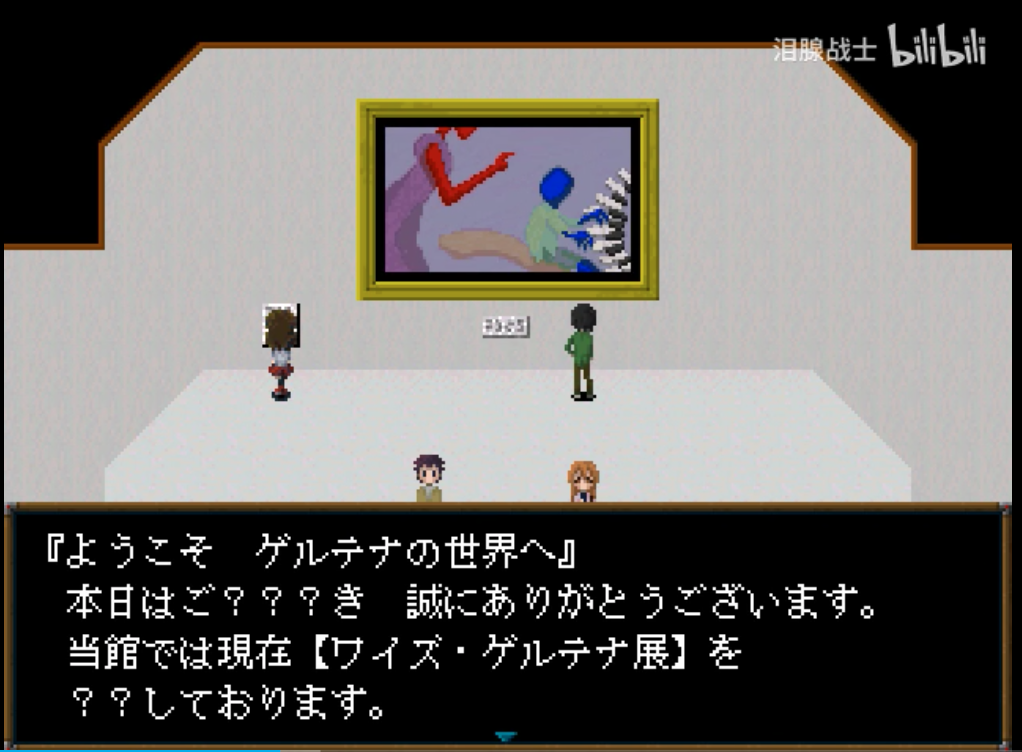 泪腺战士 bilibili
『ようこそ　ゲルテナの世界へ』
本日はご？？？き　誠にありがとうございます。
当館では現在【ワイズ・ゲルテナ展】を
？？しております。